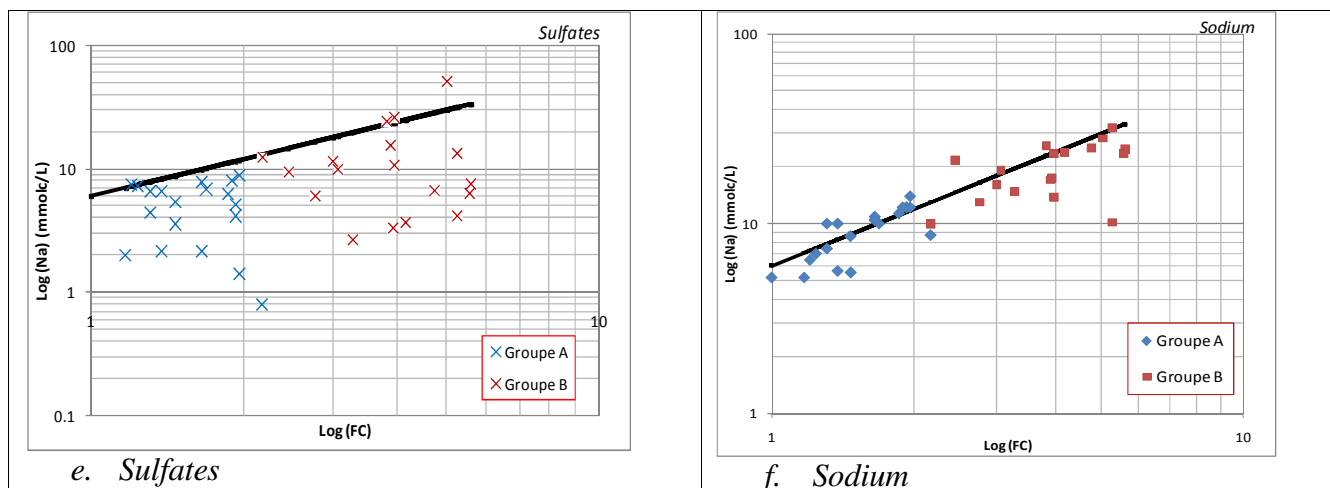 Sulfates
100
10
1
0.1
1
10
Log (Na) (mmolc/L)
Log (FC)
Groupe A
Groupe B
e. Sulfates
Sodium
100
10
1
1
10
Log (Na) (mmolc/L)
Log (FC)
Groupe A
Groupe B
f. Sodium